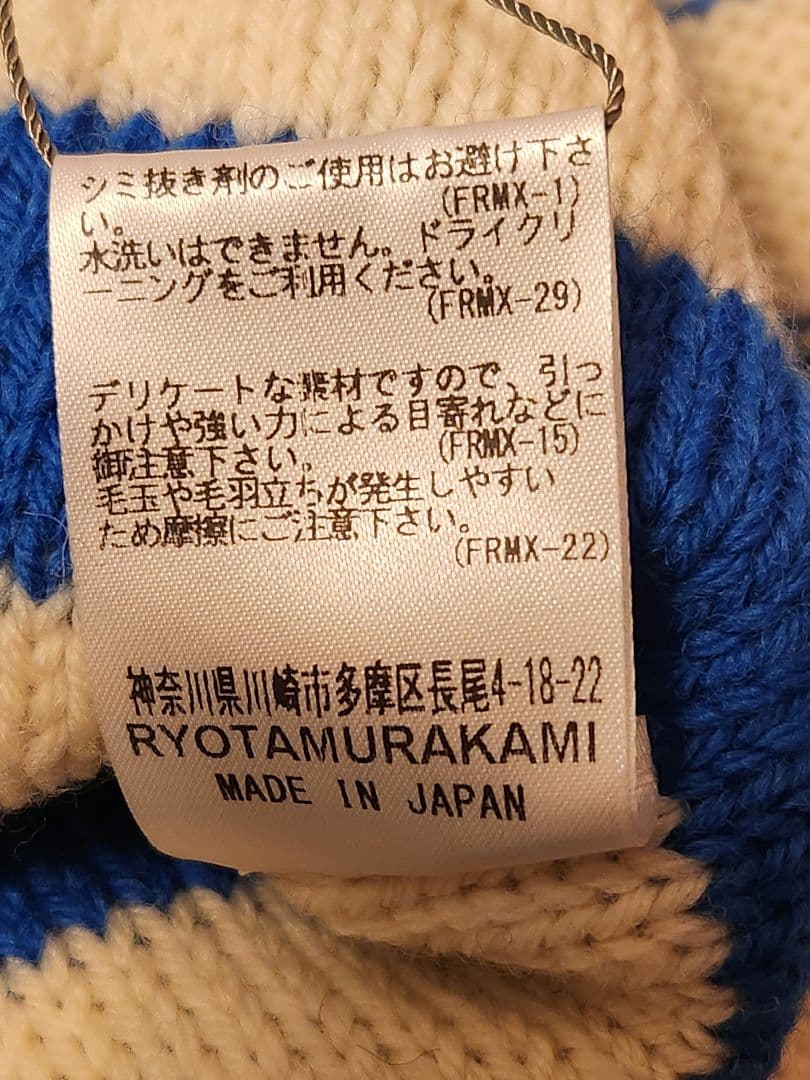 シミ抜き剤のご使用はお避け下さ
い。
(FRMX-1)
水洗いはできません。ドライクリ
ーニングをご利用ください。
(FRMX-29)
デリケートな素材ですので、引っ
かけや強い力による目寄れなどに
御注意下さい。
(FRMX-15)
毛玉や毛羽立ちが発生しやすい
ため摩擦にご注意下さい。
(FRMX-22)
神奈川県川崎市多摩区長尾4-18-22
RYOTAMURAKAMI
MADE IN JAPAN